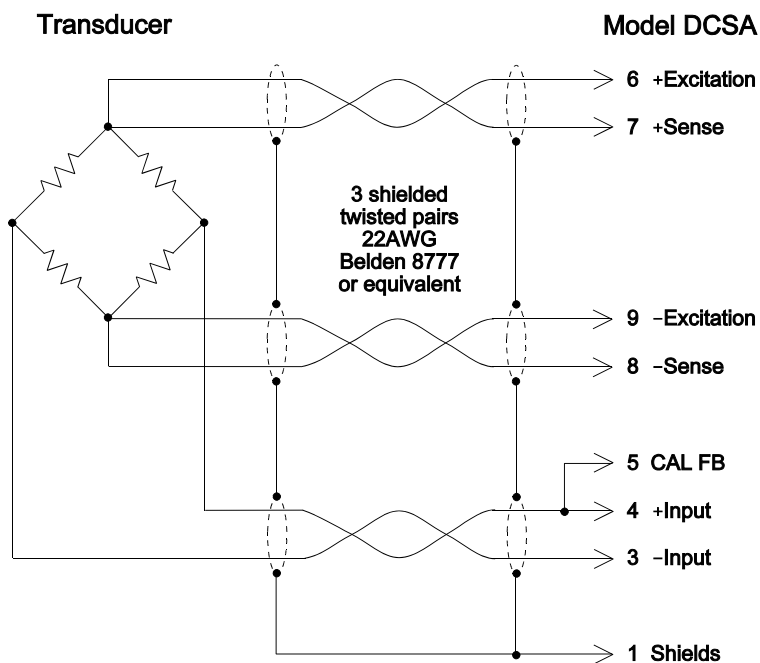 Transducer
Model DCSA
6 +Excitation
7 +Sense
3 shielded
twisted pairs
22AWG
Belden 8777
or equivalent
9 −Excitation
8 −Sense
5 CAL FB
4 +Input
3 −Input
1 Shields